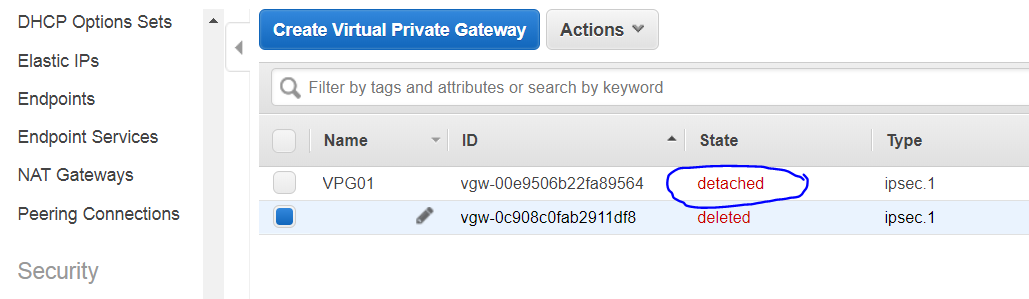 DHCP Options Sets
Elastic IPs
Endpoints
Endpoint Services
NAT Gateways
Peering Connections
Security
Create Virtual Private Gateway Actions
Filter by tags and attributes or search by keyword
Name ID State Type
VPG01 vgw-00e9506b22fa89564 detached ipsec.1
vgw-0c908c0fab2911df8 deleted ipsec.1